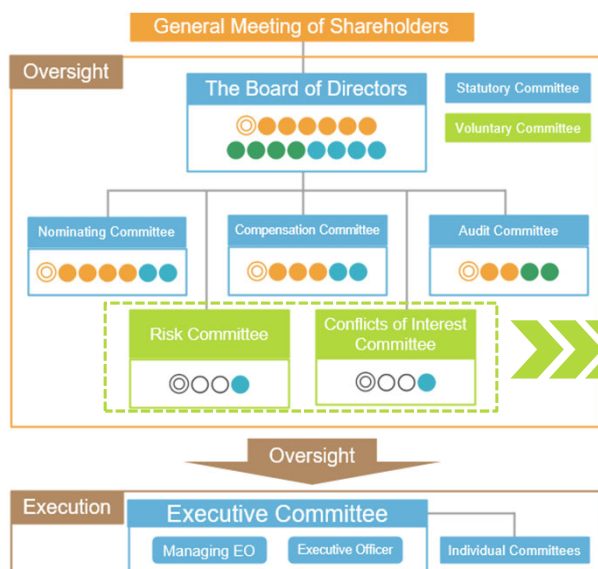 General Meeting of Shareholders
Oversight
The Board of Directors
Statutory Committee
Voluntary Committee
Nominating Committee
Compensation Committee
Audit Committee
Risk Committee
Conflicts of Interest
Committee
Oversight
Execution
Executive Committee
Managing EO
Executive Officer
Individual Committees